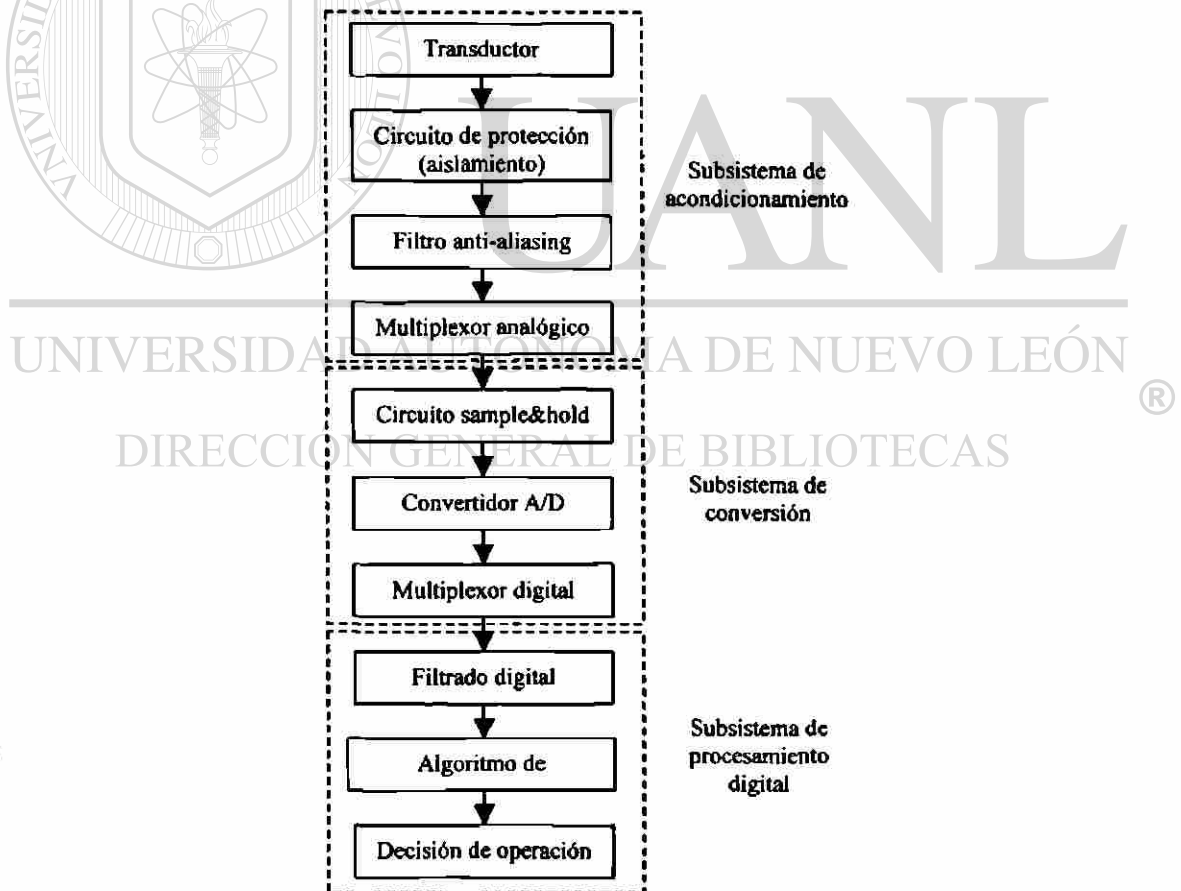 Transductor
Circuito de protección
(aislamiento)
Filtro anti-aliasing
Multiplexor analógico
Subsistema de
acondicionamiento
UANL
UNIVERSIDAD AUTÓNOMA DE NUEVO LEÓN
®
DIRECCIÓN GENERAL DE BIBLIOTECAS
Circuito sample&hold
Convertidor A/D
Multiplexor digital
Subsistema de
conversión
Filtrado digital
Algoritmo de
Decisión de operación
Subsistema de
procesamiento
digital